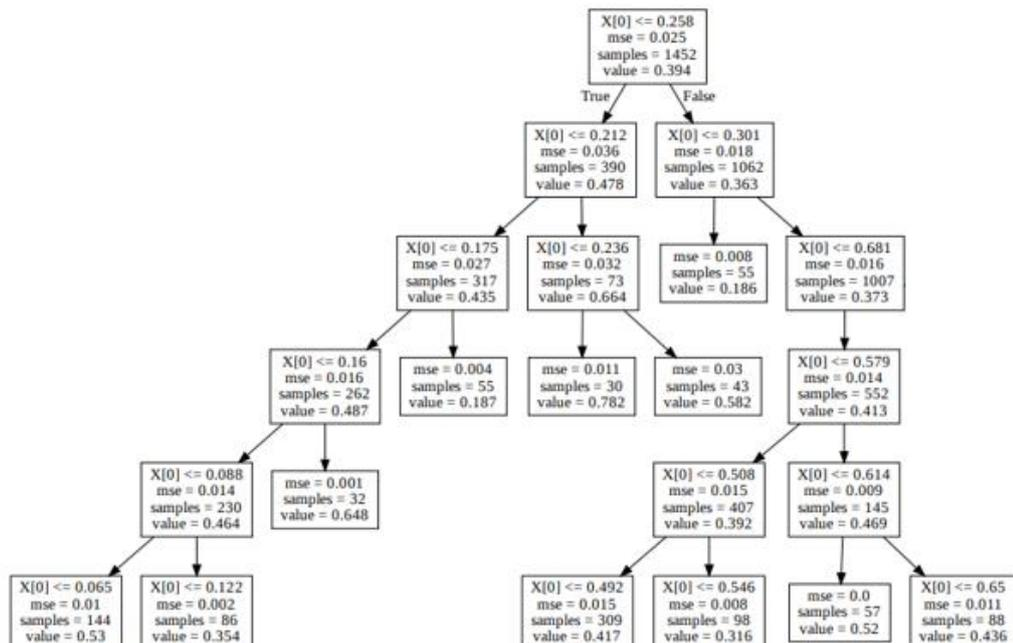 X[0] <= 0.258
mse = 0.025
samples = 1452
value = 0.394
True
False
X[0] <= 0.212
mse = 0.036
samples = 390
value = 0.478
X[0] <= 0.301
mse = 0.018
samples = 1062
value = 0.363
X[0] <= 0.175
mse = 0.027
samples = 317
value = 0.435
X[0] <= 0.236
mse = 0.032
samples = 73
value = 0.664
mse = 0.008
samples = 55
value = 0.186
X[0] <= 0.681
mse = 0.016
samples = 1007
value = 0.373
X[0] <= 0.16
mse = 0.016
samples = 262
value = 0.487
mse = 0.004
samples = 55
value = 0.187
mse = 0.011
samples = 30
value = 0.782
mse = 0.03
samples = 43
value = 0.582
X[0] <= 0.579
mse = 0.014
samples = 552
value = 0.413
X[0] <= 0.088
mse = 0.014
samples = 230
value = 0.464
mse = 0.001
samples = 32
value = 0.648
X[0] <= 0.508
mse = 0.015
samples = 407
value = 0.392
X[0] <= 0.614
mse = 0.009
samples = 145
value = 0.469
X[0] <= 0.065
mse = 0.01
samples = 144
value = 0.53
X[0] <= 0.122
mse = 0.002
samples = 86
value = 0.354
X[0] <= 0.492
mse = 0.015
samples = 309
value = 0.417
X[0] <= 0.546
mse = 0.008
samples = 98
value = 0.316
mse = 0.0
samples = 57
value = 0.52
X[0] <= 0.65
mse = 0.011
samples = 88
value = 0.436